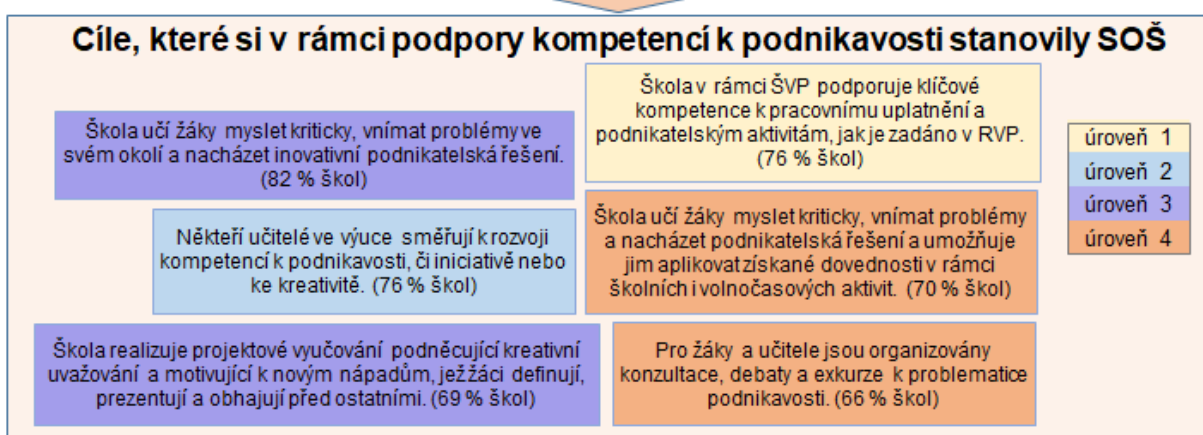 Cíle, které si v rámci podpory kompetencí k podnikavosti stanovily SOŠ
Škola učí žáky myslet kriticky, vnímat problémy ve
svém okolí a nacházet inovativní podnikatelská řešení.
(82 % škol)
Škola v rámci ŠVP podporuje klíčové
kompetence k pracovnímu uplatnění a
podnikatelským aktivitám, jak je zadáno v RVP.
(76 % škol)
Někteří učitelé ve výuce směřují k rozvoji
kompetencí k podnikavosti, či iniciativě nebo
ke kreativitě. (76 % škol)
Škola učí žáky myslet kriticky, vnímat problémy
a nacházet podnikatelská řešení a umožňuje
jim aplikovat získané dovednosti v rámci
školních i volnočasových aktivit. (70 % škol)
Škola realizuje projektové vyučování podněcující kreativní
uvažování a motivující k novým nápadům, jež žáci definují,
prezentují a obhajují před ostatními. (69 % škol)
Pro žáky a učitele jsou organizovány
konzultace, debaty a exkurze k problematice
podnikavosti. (66 % škol)
úroveň 1
úroveň 2
úroveň 3
úroveň 4